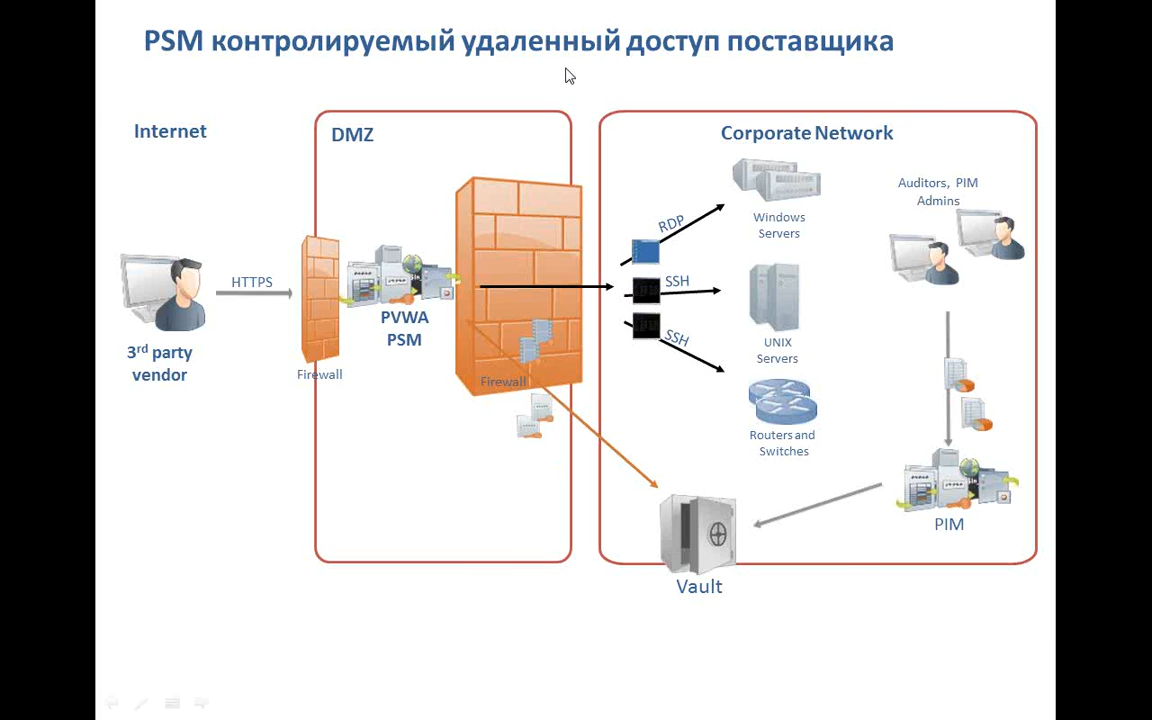 PSM контролируемый удаленный доступ поставщика
Internet
DMZ
Corporate Network
RDP
Windows
Servers
Auditors, PIM
Admins
HTTPS
SSH
PVWA
PSM
3rd party
vendor
Firewall
Firewall
SSH
UNIX
Servers
Routers and
Switches
PIM
Vault